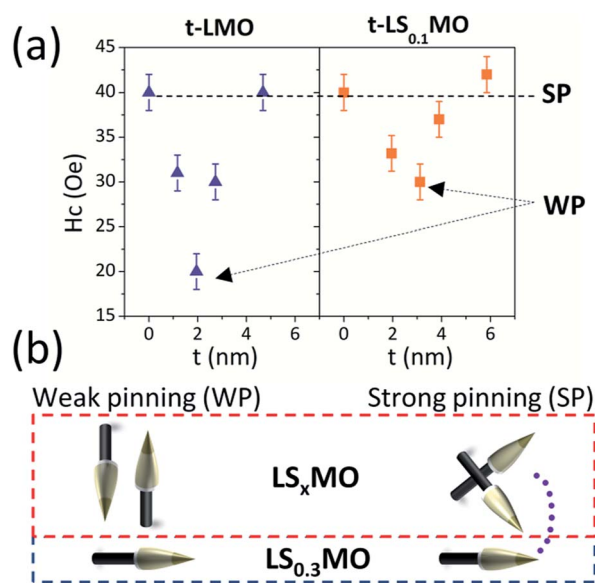 (a)
t-LMO t-LS0.1MO
Hc (Oe)
45
40
35
30
25
20
15
SP
WP
0 2 4 6 0 2 4 6
t (nm) t (nm)
(b)
Weak pinning (WP) Strong pinning (SP)
LSxMO
LS0.3MO